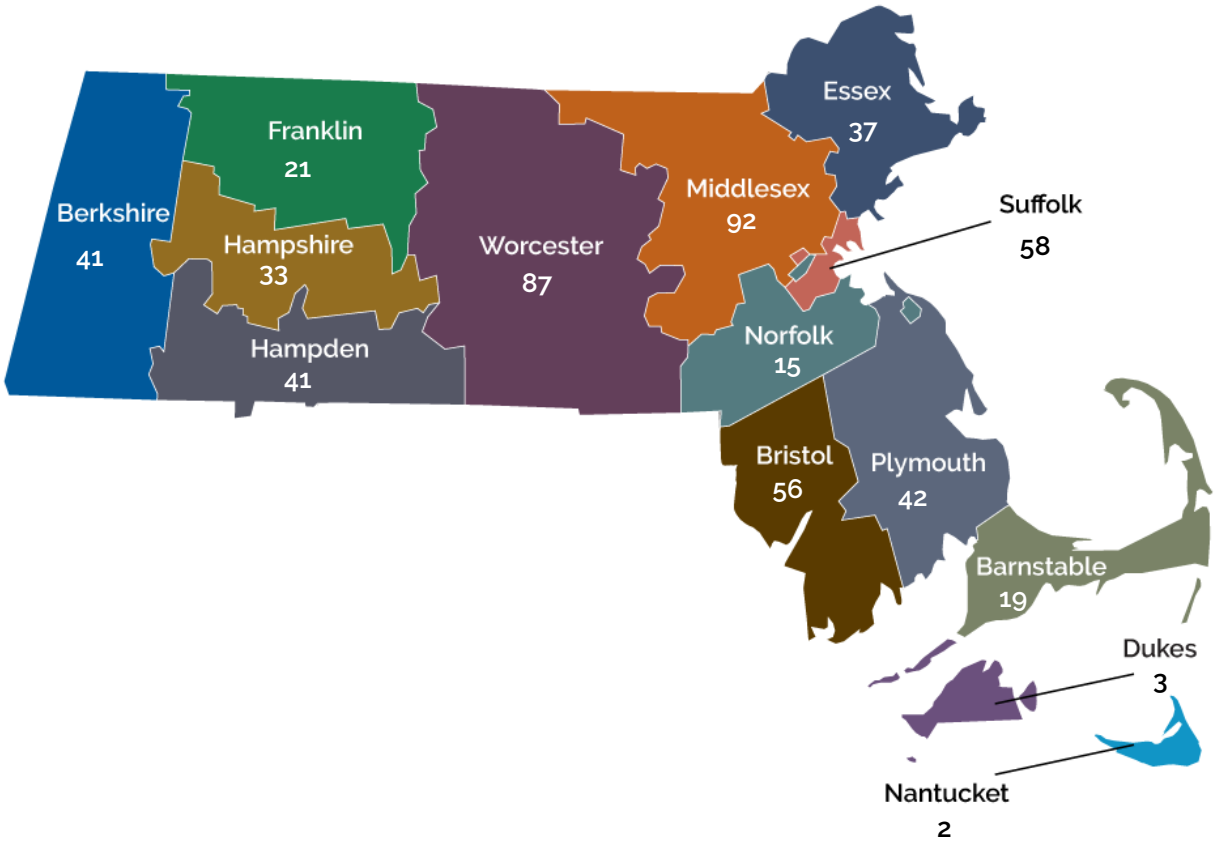 Essex
37
Franklin
21
Middlesex
92
Suffolk
58
Berkshire
41
Hampshire
33
Worcester
87
Norfolk
15
Hampden
41
Bristol
56
Plymouth
42
Barnstable
19
Dukes
3
Nantucket
2